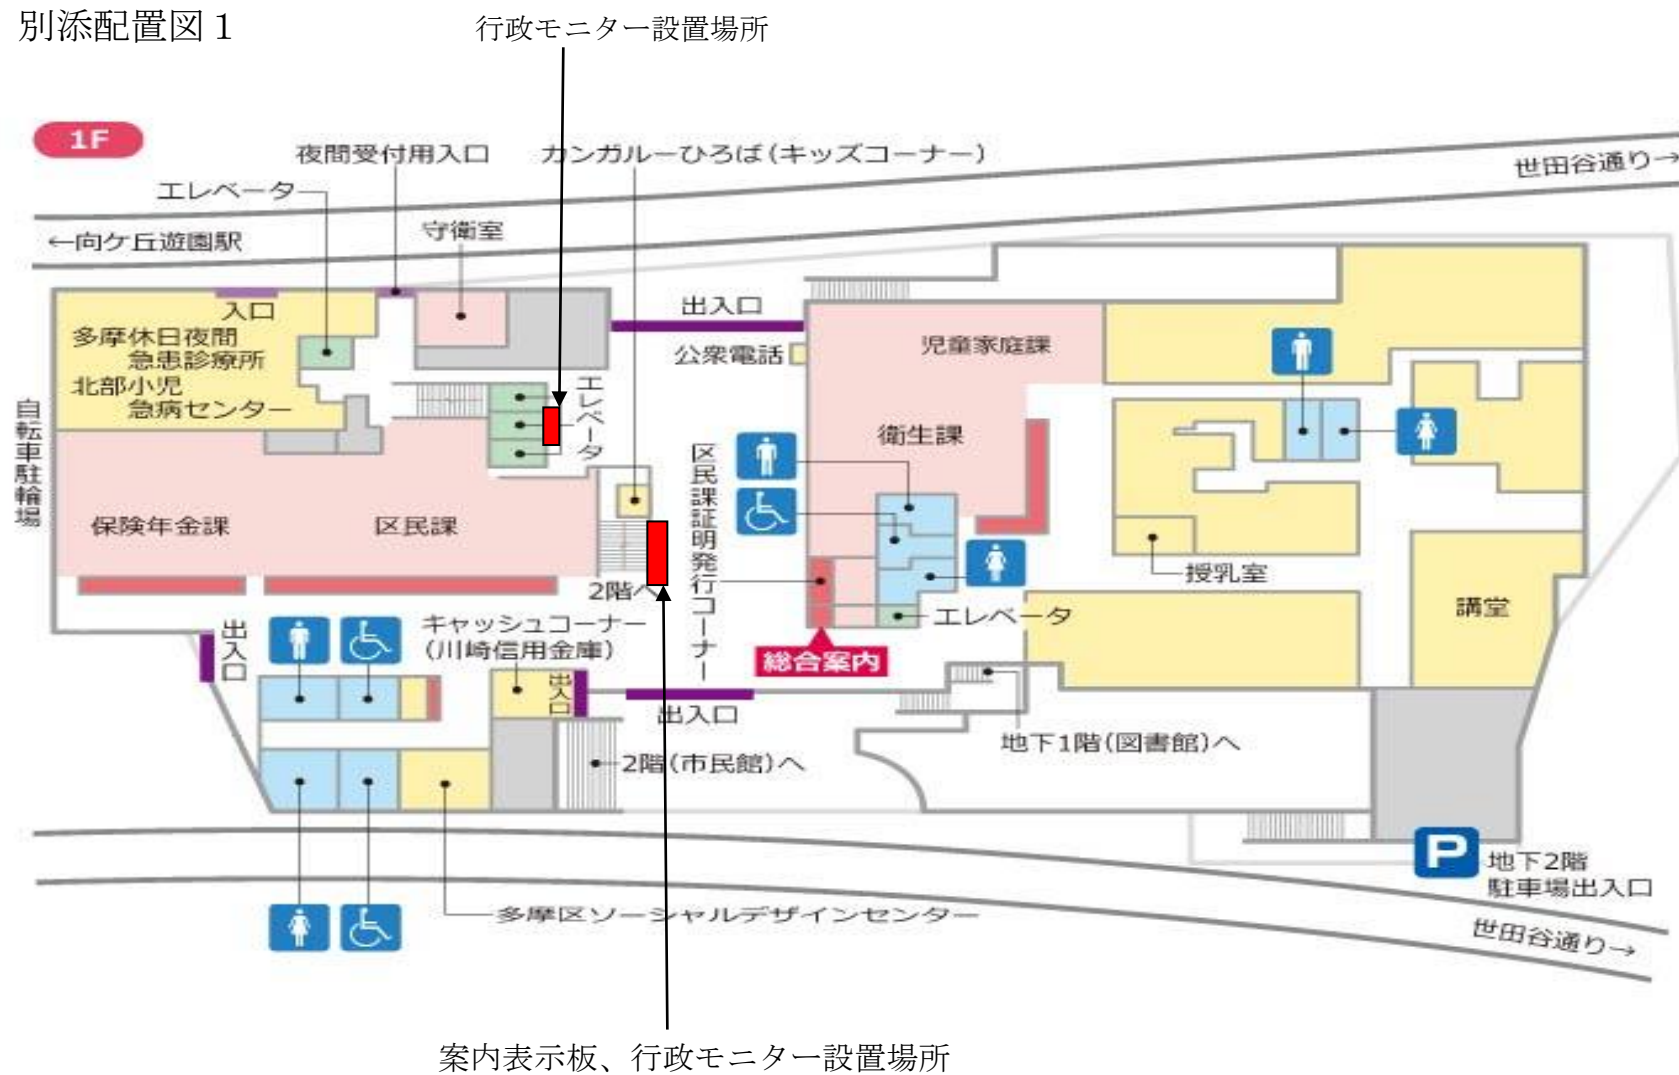 別添配置図１
行政モニター設置場所
1F
夜間受付用入口
カンガルーひろば(キッズコーナー)
世田谷通り→
エレベータ
←向ケ丘遊園駅
守衛室
入口
多摩休日夜間
急患診療所
北部小児
急病センター
出入口
公衆電話
児童家庭課
エレベータ
自転車駐輪場
衛生課
区民課証明発行コーナー
保険年金課
区民課
2階へ
授乳室
講堂
エレベータ
総合案内
出入口
キャッシュコーナー
(川崎信用金庫)
出入口
出入口
2階(市民館)へ
地下1階(図書館)へ
P
地下2階
駐車場出入口
多摩区ソーシャルデザインセンター
世田谷通り→
案内表示板、行政モニター設置場所